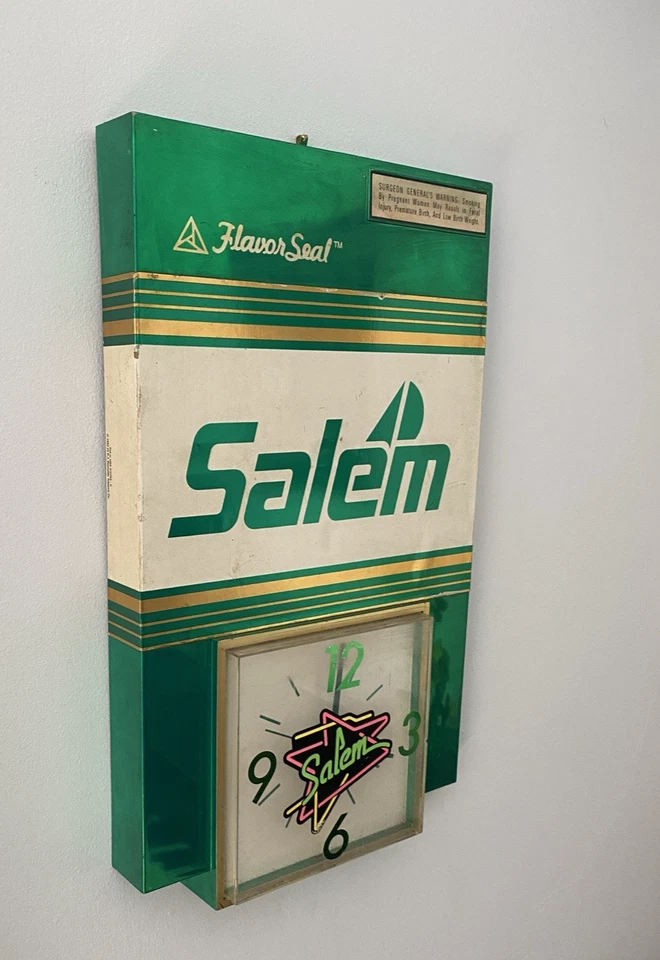 SURGEON GENERAL'S WARNING: Smoking
By Pregnant Women May Result in Fetal
Injury, Premature Birth, And Low Birth Weight.
Flavor Seal™
Salem
12
3
9
Salem
6